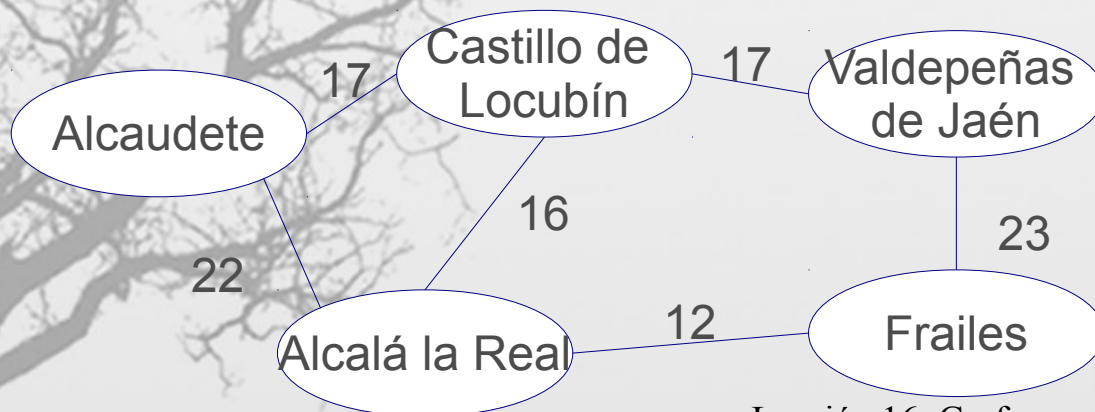 Castillo de
Locubín
17
17
Valdepeñas
de Jaén
Alcaudete
16
23
22
12
Frailes
Alcalá la Real